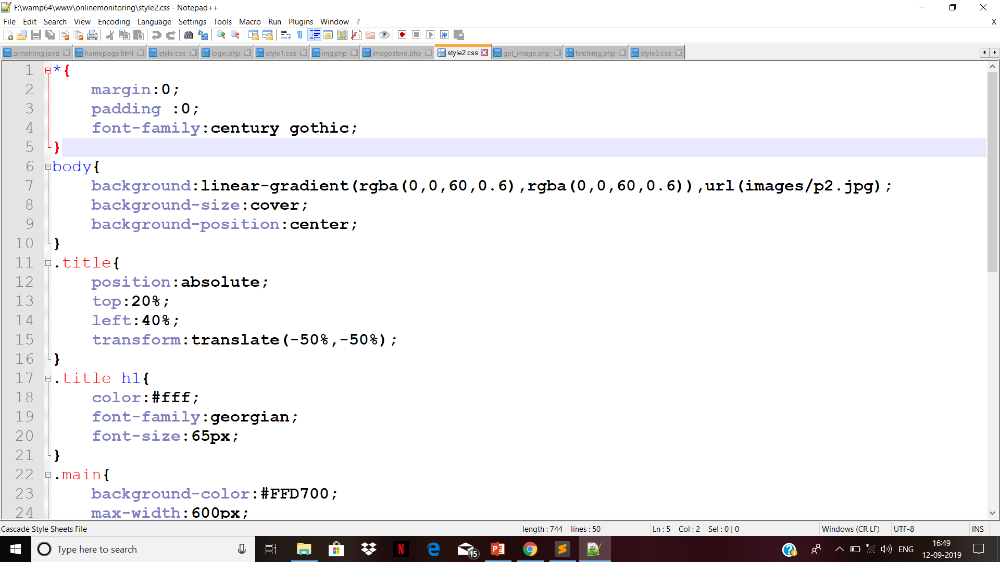 F:\wamp64\www\onlinemonitoring\style2.css - Notepad++
File Edit Search View Encoding Language Settings Tools Macro Run Plugins Window ? X
armstrong.java homepage.html style.css login.php style1.css img.php imagestore.php style2.css get_image.php fetchimg.php style3.css
1 *{
2 margin:0;
3 padding :0;
4 font-family:century gothic;
5 }
6 body{
7 background:linear-gradient(rgba(0,0,60,0.6),rgba(0,0,60,0.6)),url(images/p2.jpg);
8 background-size:cover;
9 background-position:center;
10 }
11 .title{
12 position:absolute;
13 top:20%;
14 left:40%;
15 transform:translate(-50%,-50%);
16 }
17 .title h1{
18 color:#fff;
19 font-family:georgian;
20 font-size:65px;
21 }
22 .main{
23 background-color:#FFD700;
24 max-width:600px;
Cascade Style Sheets File length : 744 lines : 50 Ln : 5 Col : 2 Sel : 0 | 0 Windows (CR LF) UTF-8 INS
Type here to search 15 ENG 16:49
12-09-2019